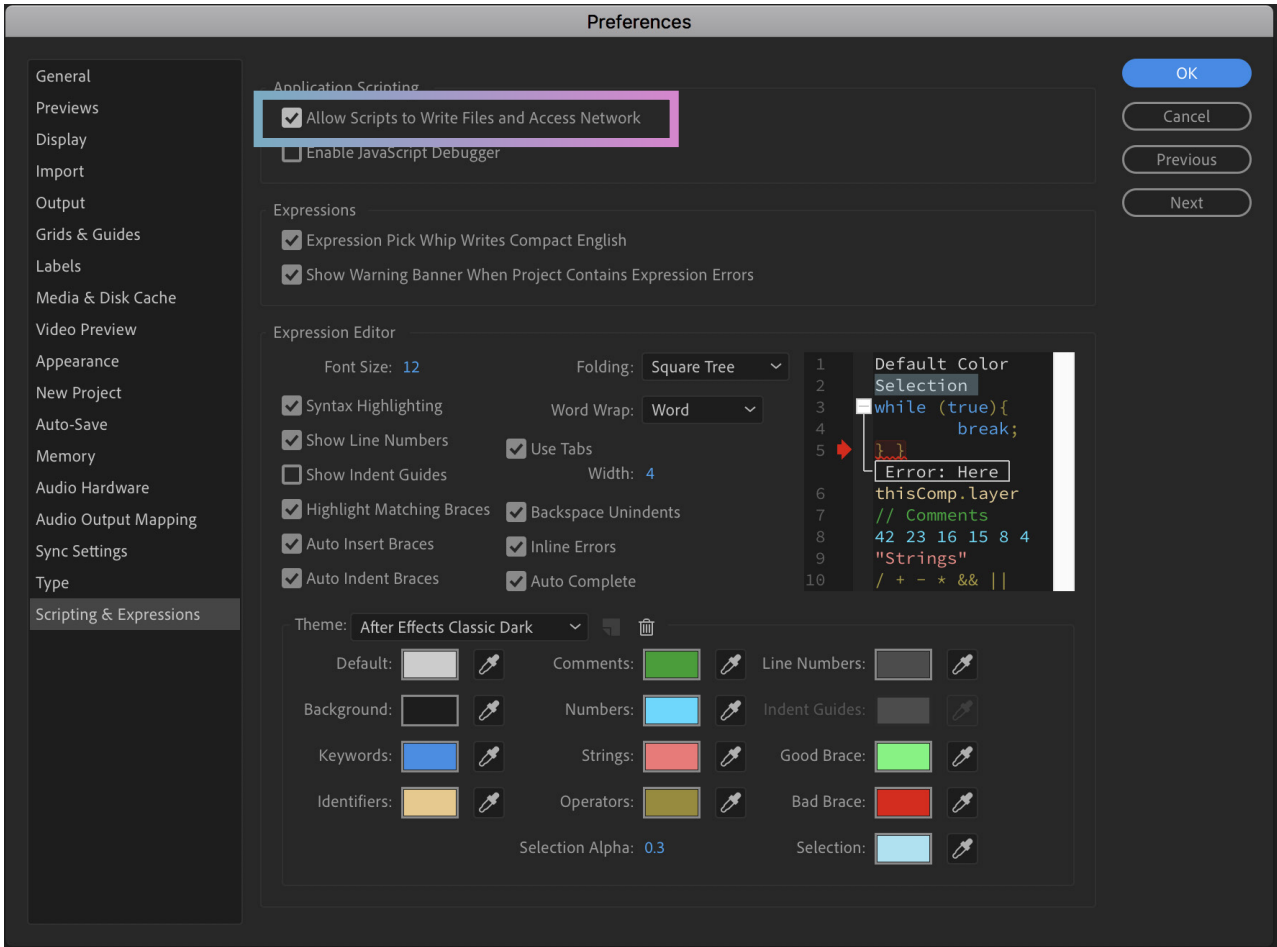 Preferences
General
Previews
Display
Import
Output
Grids & Guides
Labels
Media & Disk Cache
Video Preview
Appearance
New Project
Auto-Save
Memory
Audio Hardware
Audio Output Mapping
Sync Settings
Type
Scripting & Expressions
Application Scripting
Allow Scripts to Write Files and Access Network
Enable JavaScript Debugger
Expressions
Expression Pick Whip Writes Compact English
Show Warning Banner When Project Contains Expression Errors
Expression Editor
Font Size: 12
Folding: Square Tree
Syntax Highlighting
Word Wrap: Word
Show Line Numbers
Use Tabs
Show Indent Guides
Width: 4
Highlight Matching Braces
Backspace Unindents
Auto Insert Braces
Inline Errors
Auto Indent Braces
Auto Complete
1 Default Color
2 Selection
3 while (true){
4 break;
5 } }
Error: Here
6 thisComp.layer
7 // Comments
8 42 23 16 15 8 4
9 "Strings"
10 / + - * && ||
Theme: After Effects Classic Dark
Default: Comments: Line Numbers:
Background: Numbers: Indent Guides:
Keywords: Strings: Good Brace:
Identifiers: Operators: Bad Brace:
Selection Alpha: 0.3 Selection:
OK
Cancel
Previous
Next